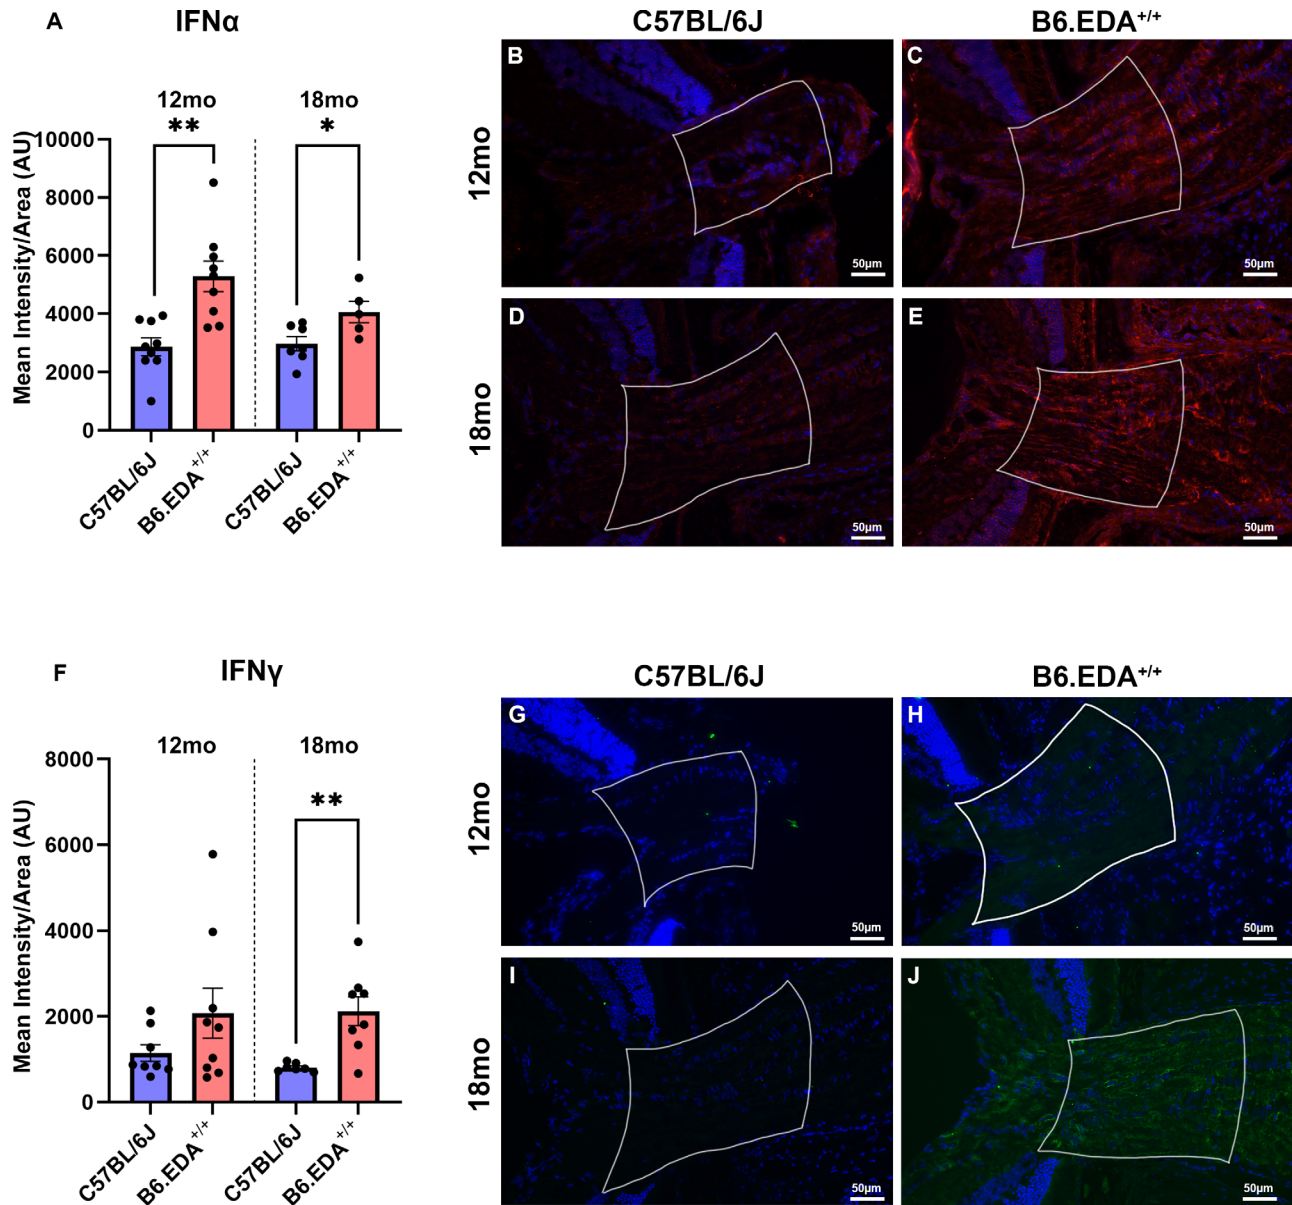 A
IFNα
12mo
18mo
**
*
Mean Intensity/Area (AU)
10000
8000
6000
4000
2000
0
C57BL/6J
B6.EDA+/+
C57BL/6J
B6.EDA+/+
C57BL/6J
B6.EDA+/+
12mo
18mo
B
50µm
C
50µm
D
50µm
E
50µm
F
IFNγ
12mo
18mo
**
Mean Intensity/Area (AU)
8000
6000
4000
2000
0
C57BL/6J
B6.EDA+/+
C57BL/6J
B6.EDA+/+
C57BL/6J
B6.EDA+/+
12mo
18mo
G
50µm
H
50µm
I
50µm
J
50µm